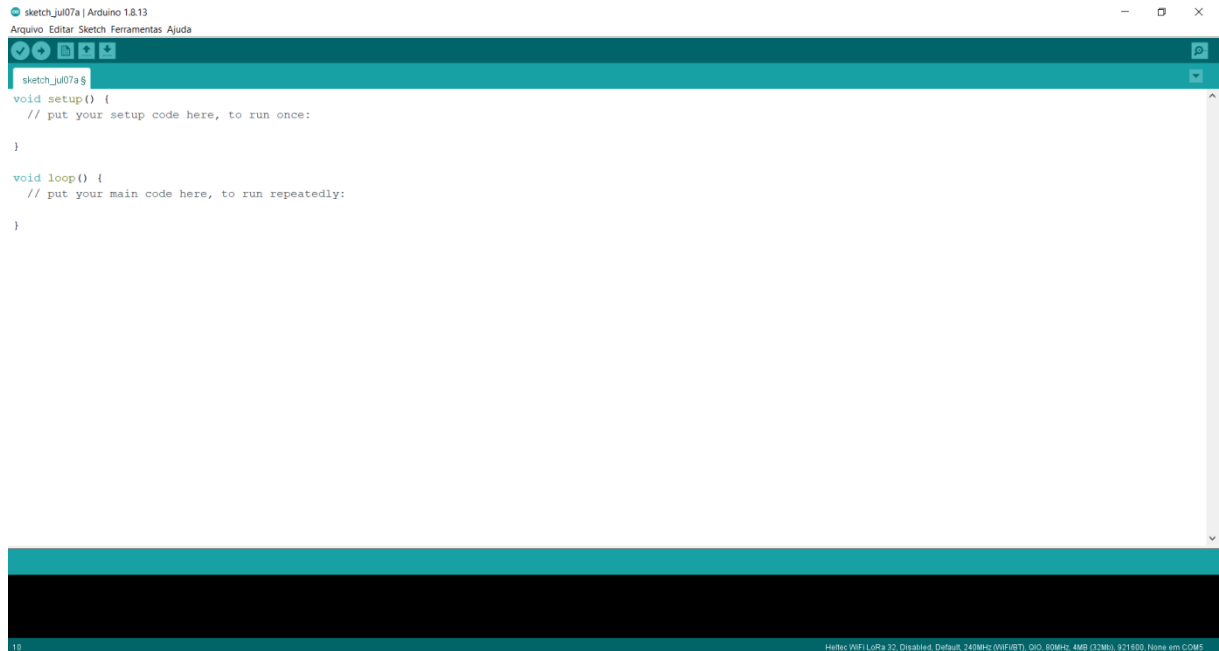 sketch_jul07a | Arduino 1.8.13
Arquivo Editar Sketch Ferramentas Ajuda
sketch_jul07a §
void setup() {
  // put your setup code here, to run once:
}
void loop() {
  // put your main code here, to run repeatedly:
}
10
Heltec WiFi LoRa 32, Disabled, Default, 240MHz (WiFi/BT), QIO, 80MHz, 4MB (32Mb), 921600, None em COM5